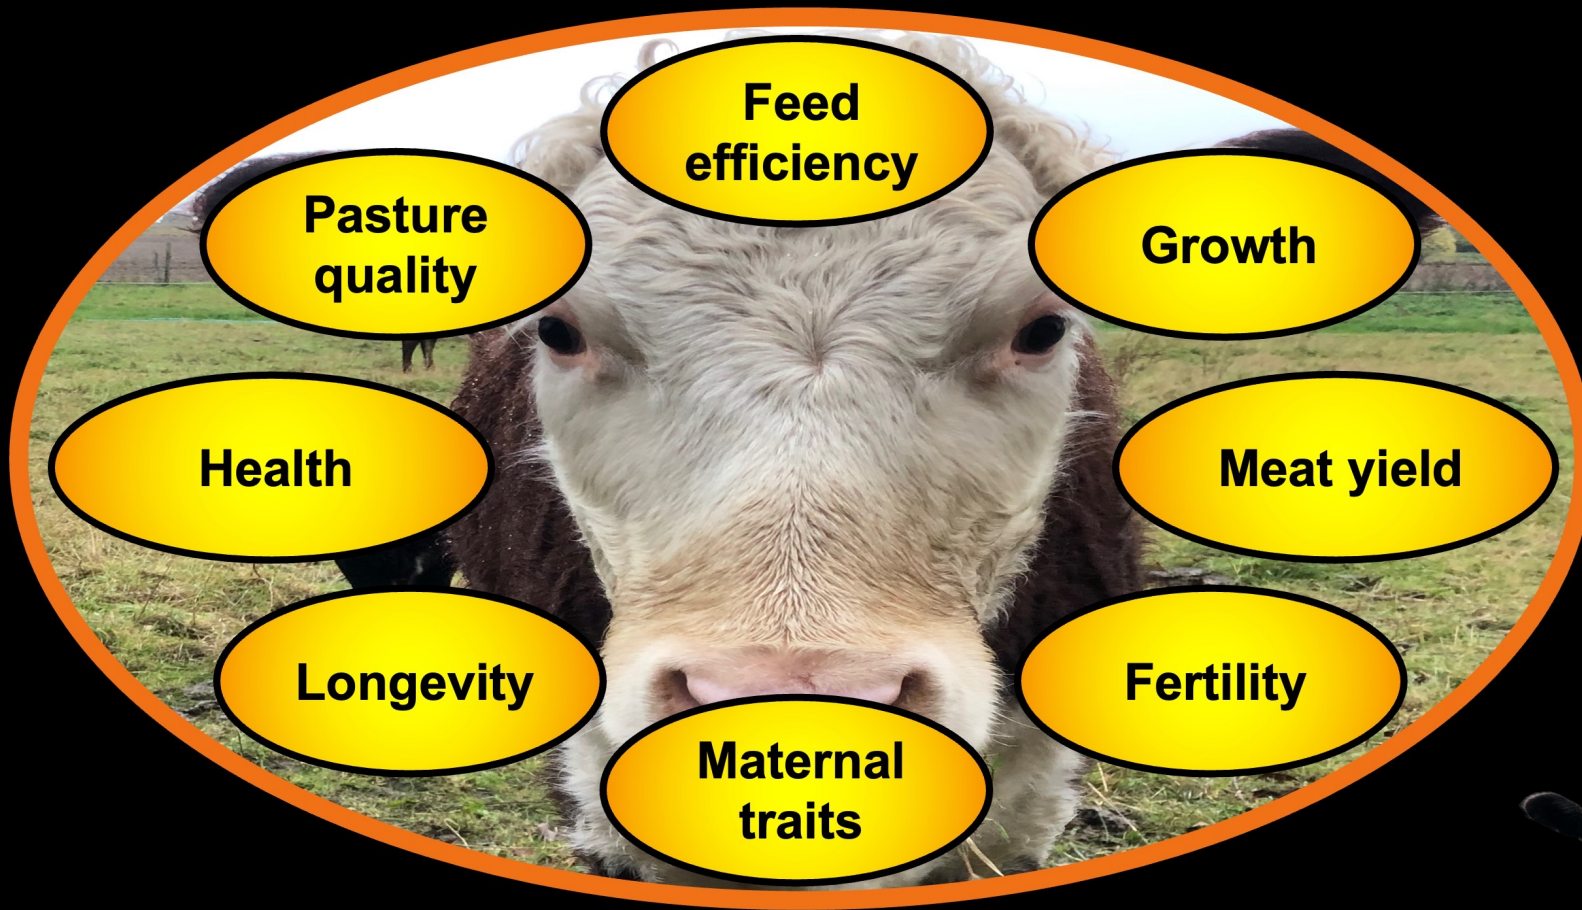 Feed
efficiency
Pasture
quality
Growth
Health
Meat yield
Longevity
Fertility
Maternal
traits